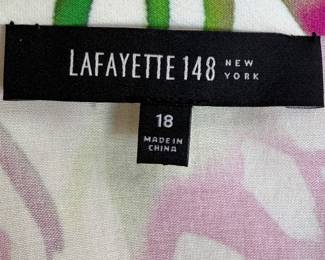 LAFAYETTE 148 NEW YORK
18
MADE IN
CHINA